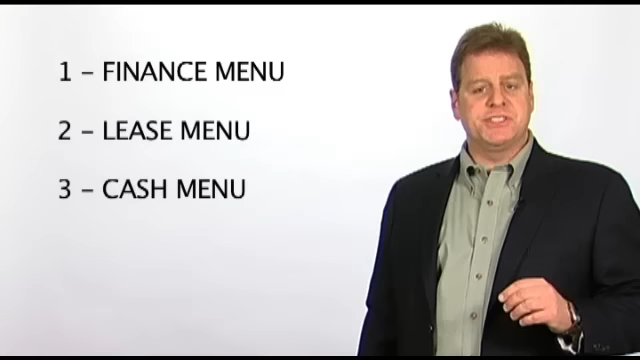 1 – FINANCE MENU
2 – LEASE MENU
3 – CASH MENU